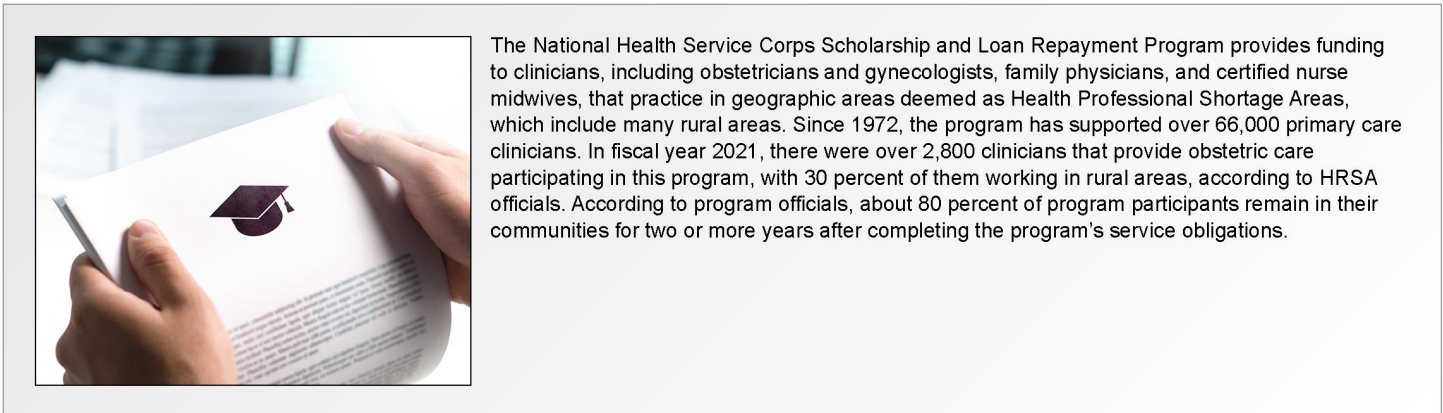 The National Health Service Corps Scholarship and Loan Repayment Program provides funding
to clinicians, including obstetricians and gynecologists, family physicians, and certified nurse
midwives, that practice in geographic areas deemed as Health Professional Shortage Areas,
which include many rural areas. Since 1972, the program has supported over 66,000 primary care
clinicians. In fiscal year 2021, there were over 2,800 clinicians that provide obstetric care
participating in this program, with 30 percent of them working in rural areas, according to HRSA
officials. According to program officials, about 80 percent of program participants remain in their
communities for two or more years after completing the program’s service obligations.